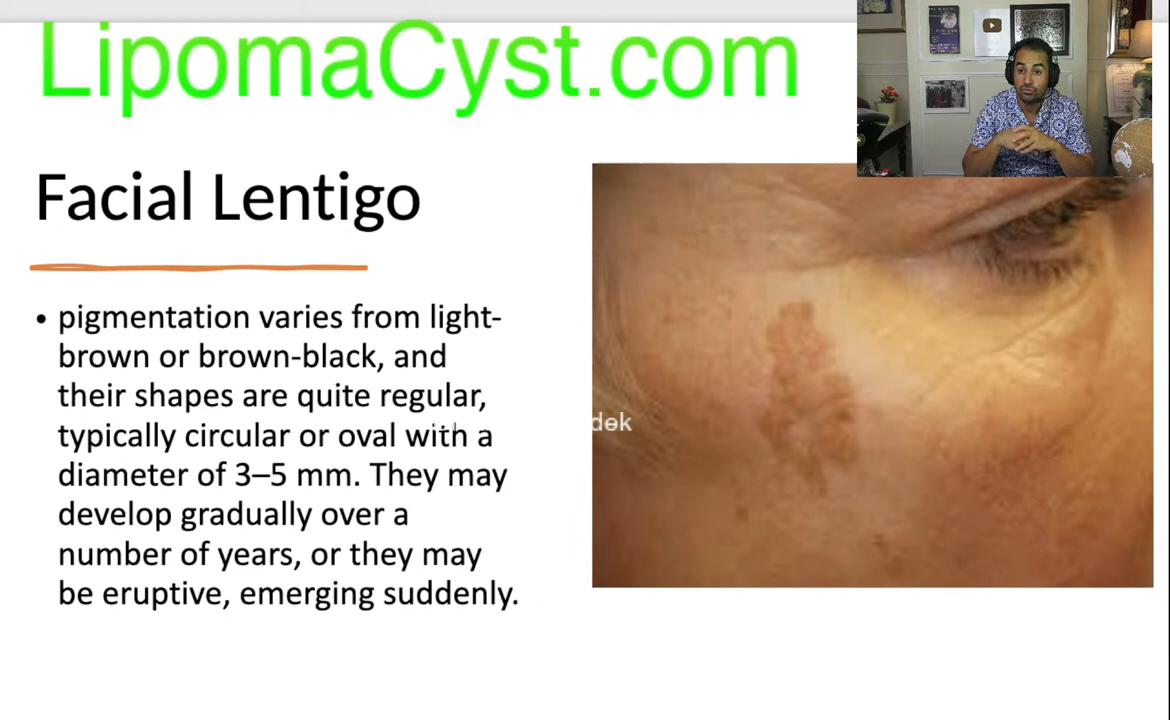 LipomaCyst.com
Facial Lentigo
• pigmentation varies from light-
brown or brown-black, and
their shapes are quite regular,
typically circular or oval with a
diameter of 3–5 mm. They may
develop gradually over a
number of years, or they may
be eruptive, emerging suddenly.